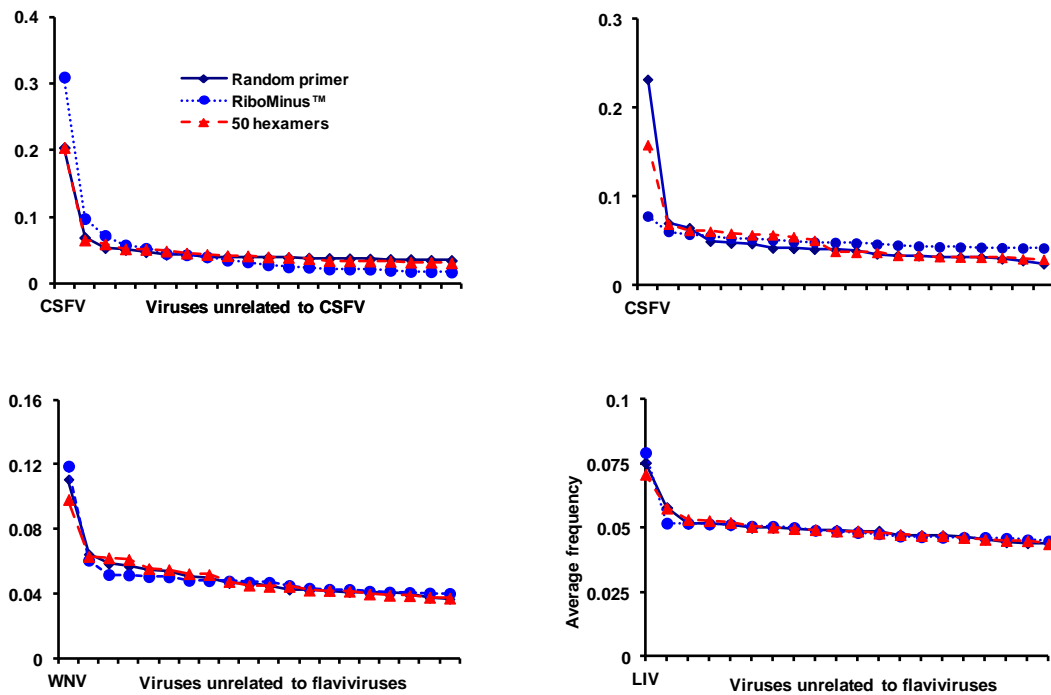 0.4
0.3
0.2
0.1
0
Random primer
RiboMinus™
50 hexamers
CSFV
Viruses unrelated to CSFV
0.3
0.2
0.1
0
CSFV
0.16
0.12
0.08
0.04
0
WNV
Viruses unrelated to flaviviruses
0.1
0.075
0.05
0.025
0
Average frequency
LIV
Viruses unrelated to flaviviruses